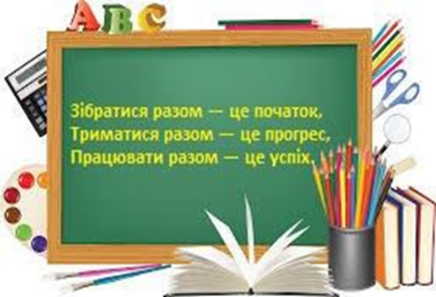 ABC
Зібратися разом — це початок,
Триматися разом — це прогрес,
Працювати разом — це успіх.